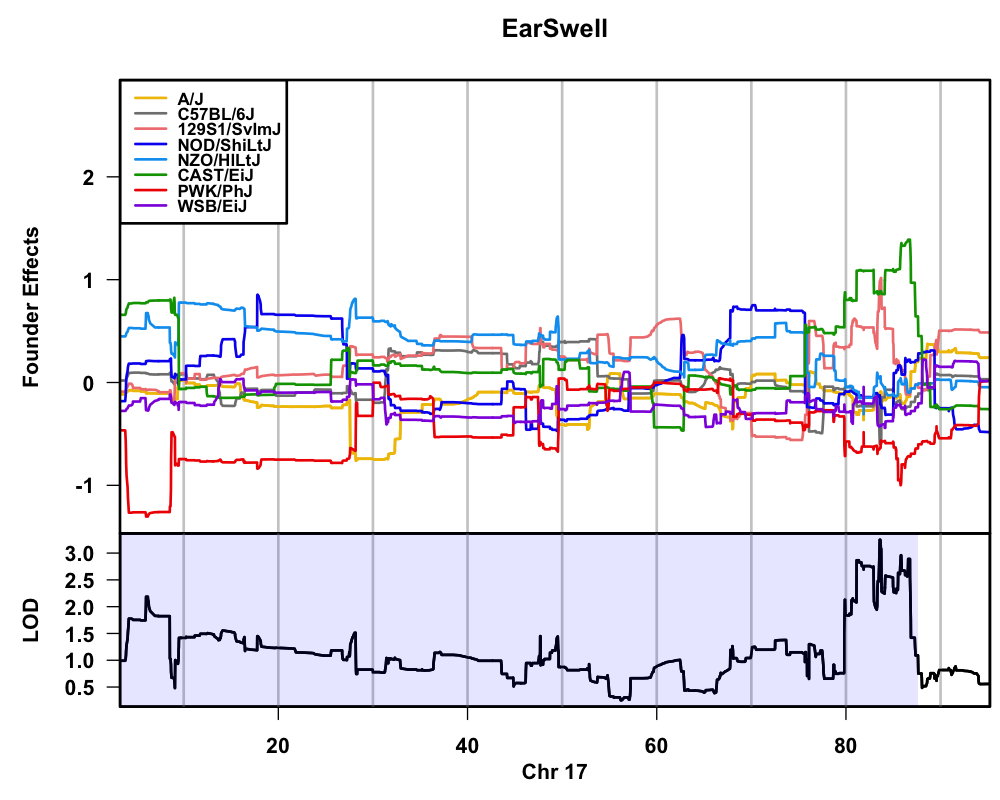 EarSwell
A/J
C57BL/6J
129S1/SvImJ
NOD/ShiLtJ
NZO/HlLtJ
CAST/EiJ
PWK/PhJ
WSB/EiJ
Founder Effects
2
1
0
-1
LOD
3.0
2.5
2.0
1.5
1.0
0.5
20
40
60
80
Chr 17